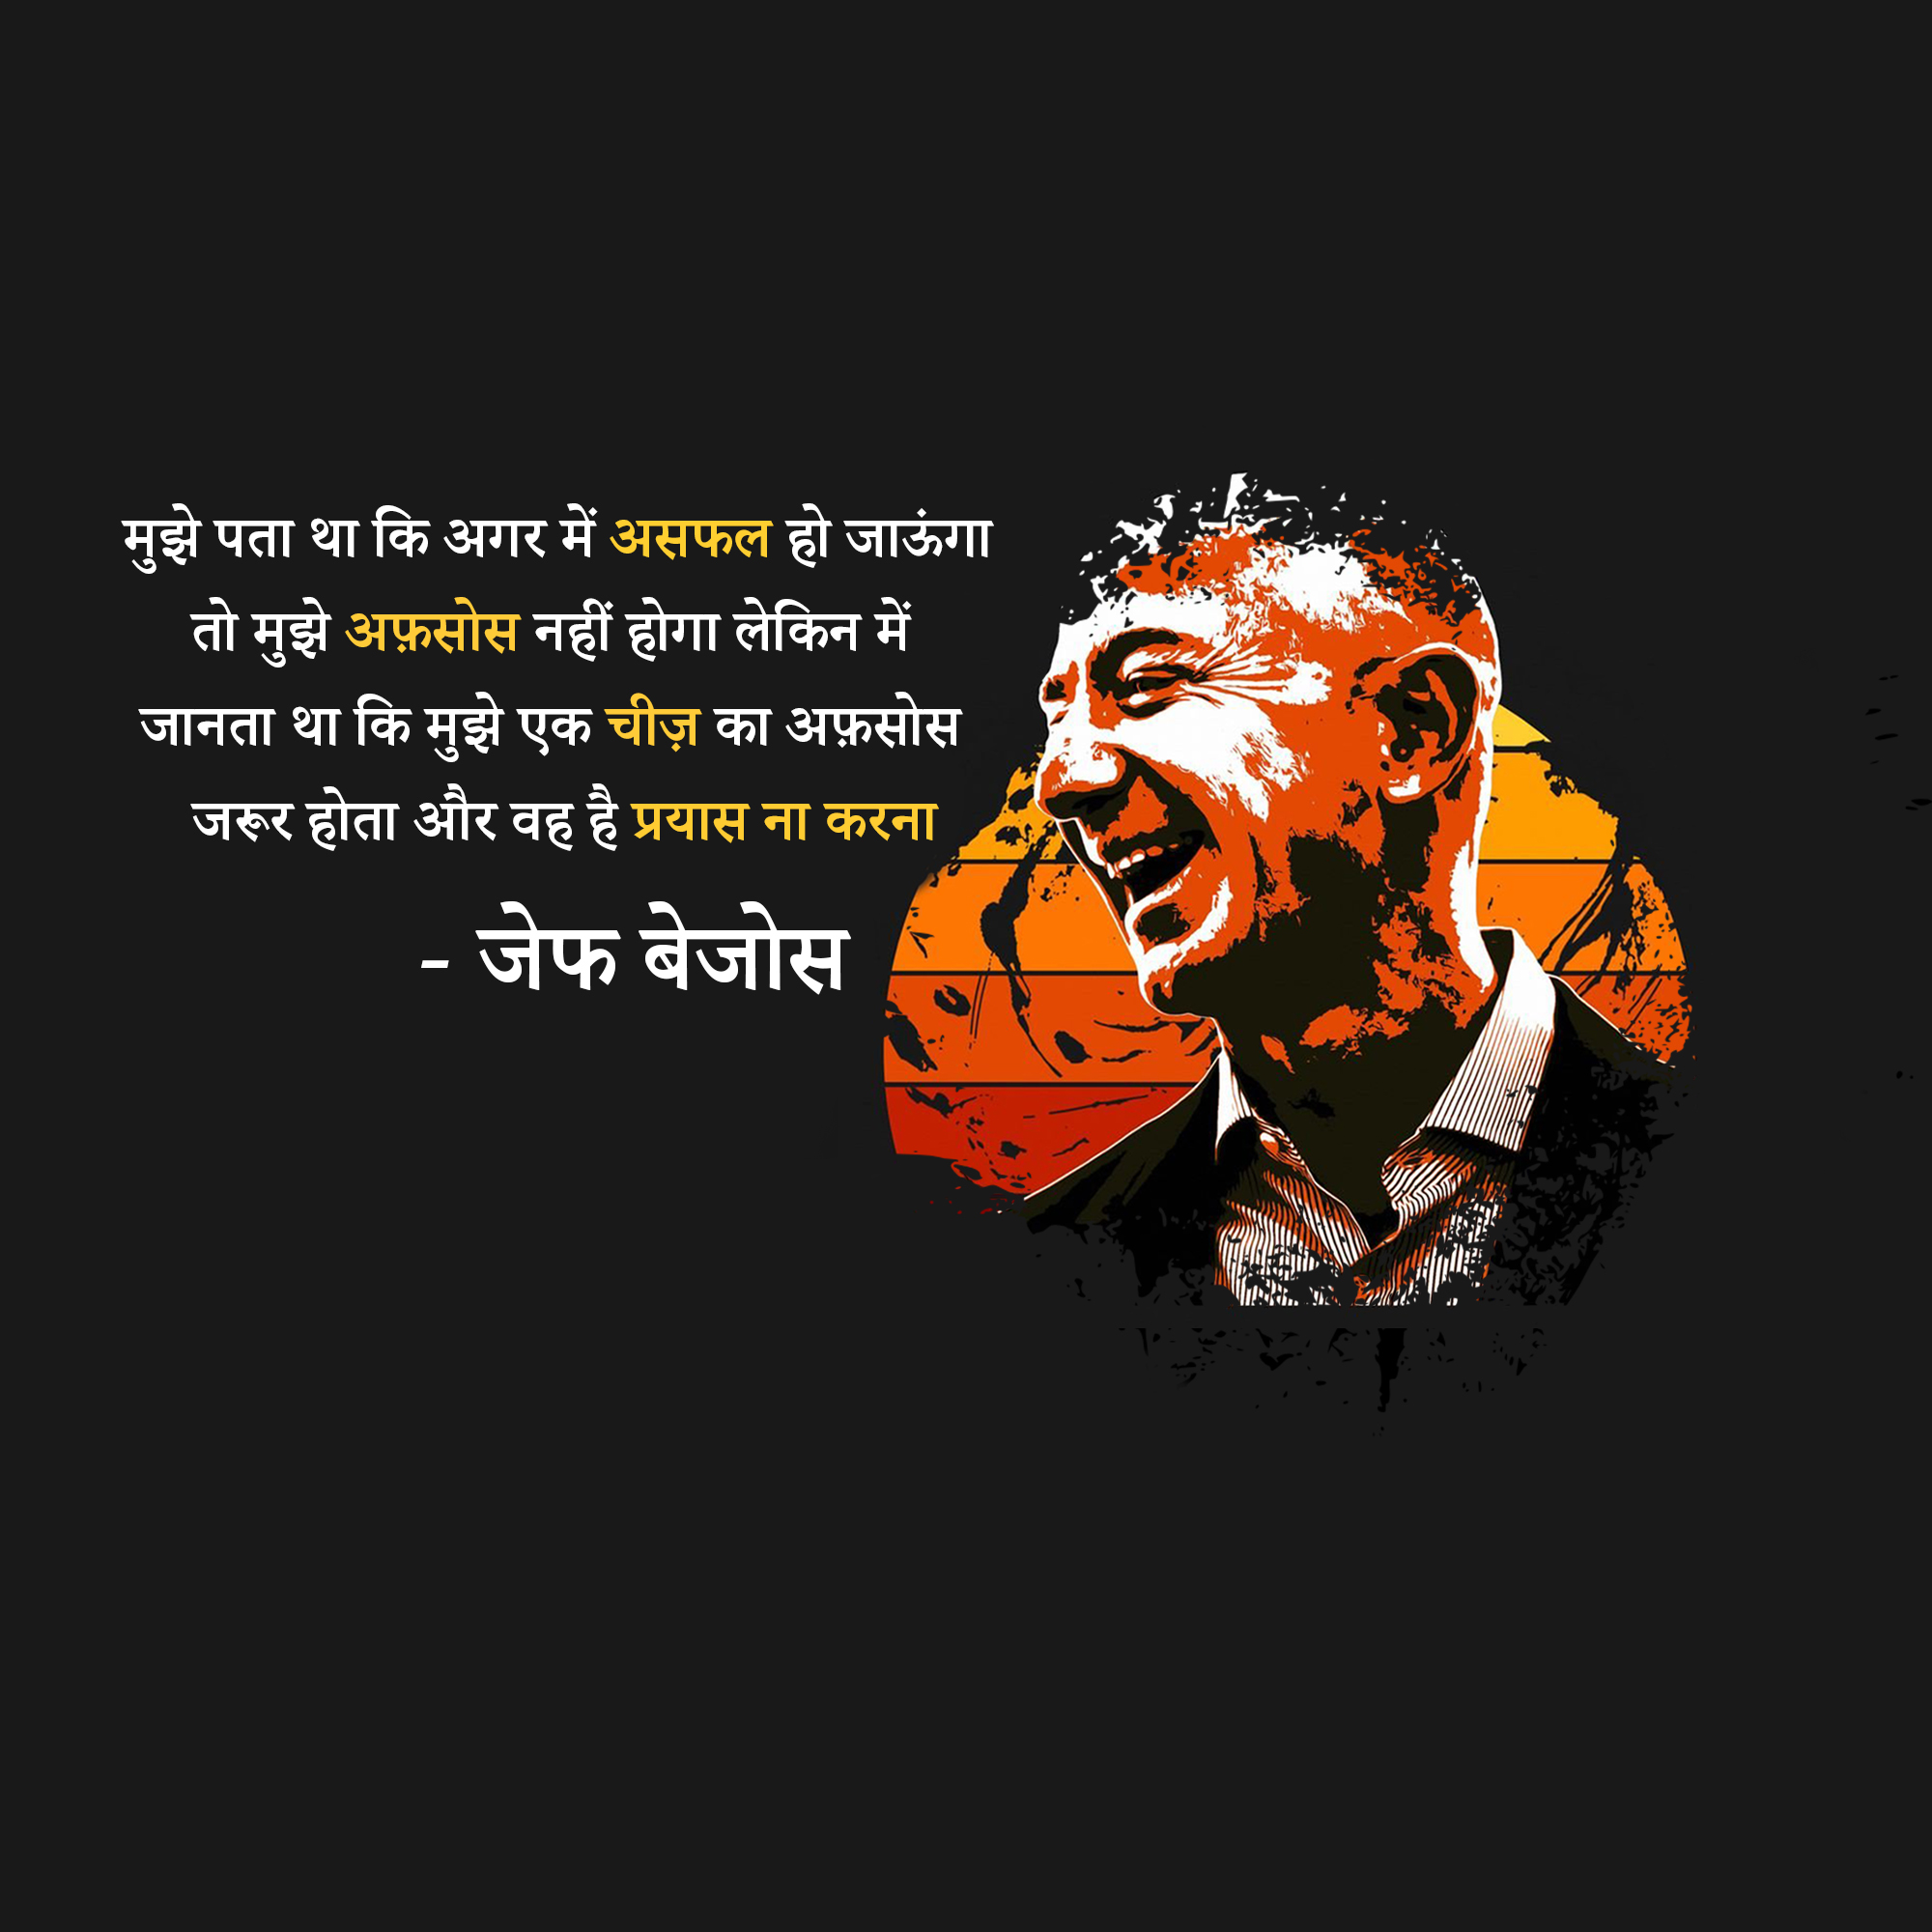 मुझे पता था कि अगर में असफल हो जाऊंगा
तो मुझे अफ़सोस नहीं होगा लेकिन में
जानता था कि मुझे एक चीज़ का अफ़सोस
जरूर होता और वह है प्रयास ना करना
- जेफ बेजोस